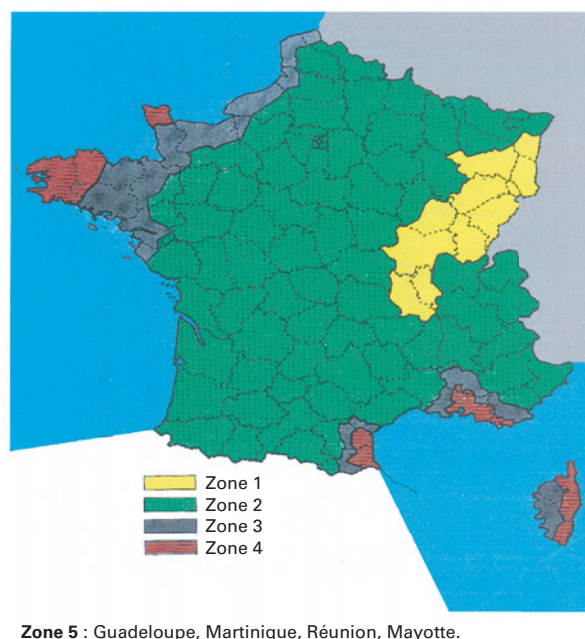 Zone 1
Zone 2
Zone 3
Zone 4
Zone 5 : Guadeloupe, Martinique, Réunion, Mayotte.